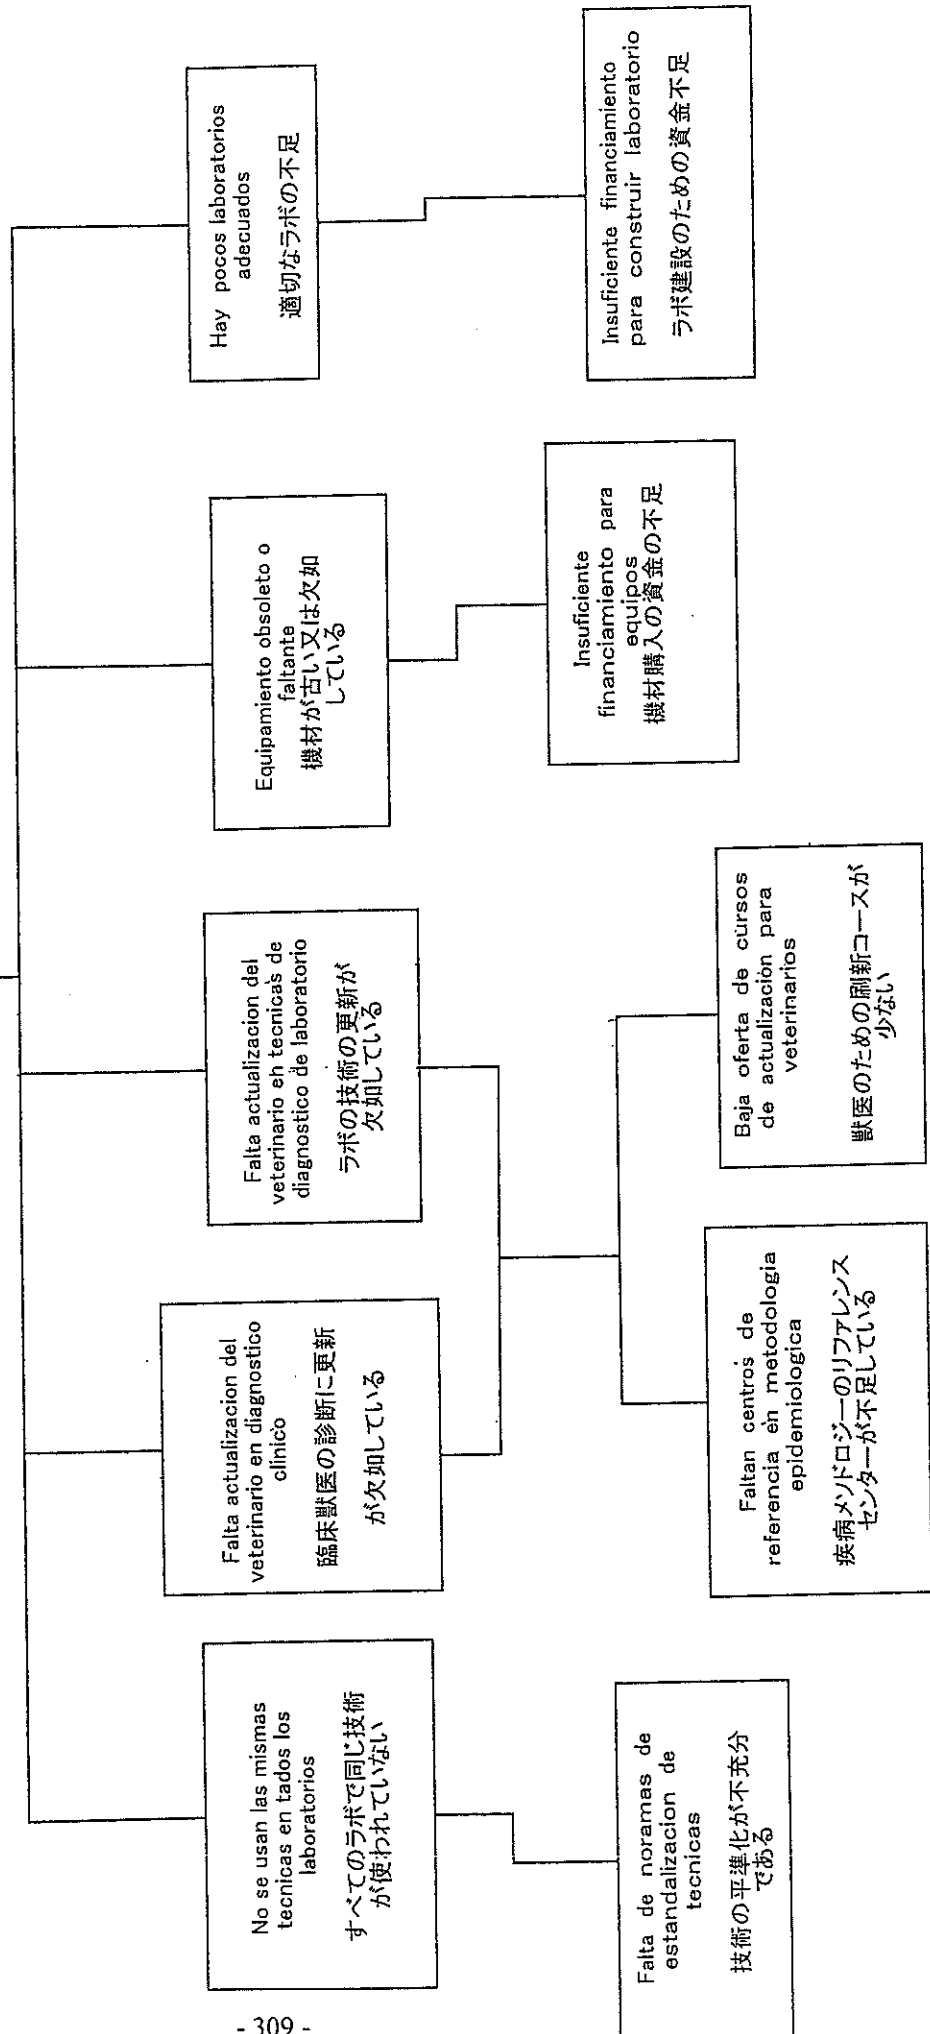 No se usan las mismas
tecnicas en tados los
laboratorios
すべてのラボで同じ技術
が使われていない
Falta actualizacion del
veterinario en diagnostico
clinico
臨床獣医の診断に更新
が欠如している
Falta actualizacion del
veterinario en tecnicas de
diagnostico de laboratorio
ラボの技術の更新が
欠如している
Equipamiento obsoleto o
faltante
機材が古い又は欠如
している
Hay pocos laboratorios
adecuados
適切なラボの不足
Falta de noramas de
estandalizacion de
tecnicas
技術の平準化が不充分
である
Faltan centros de
referencia en metodologia
epidemiologica
疾病メソドロジーのリファレンス
センターが不足している
Baja oferta de cursos
de actualización para
veterinarios
獣医のための刷新コースが
少ない
Insuficiente
financiamiento para
equipos
機材購入の資金の不足
Insuficiente financiamiento
para construir laboratorio
ラボ建設のための資金不足
- 309 -